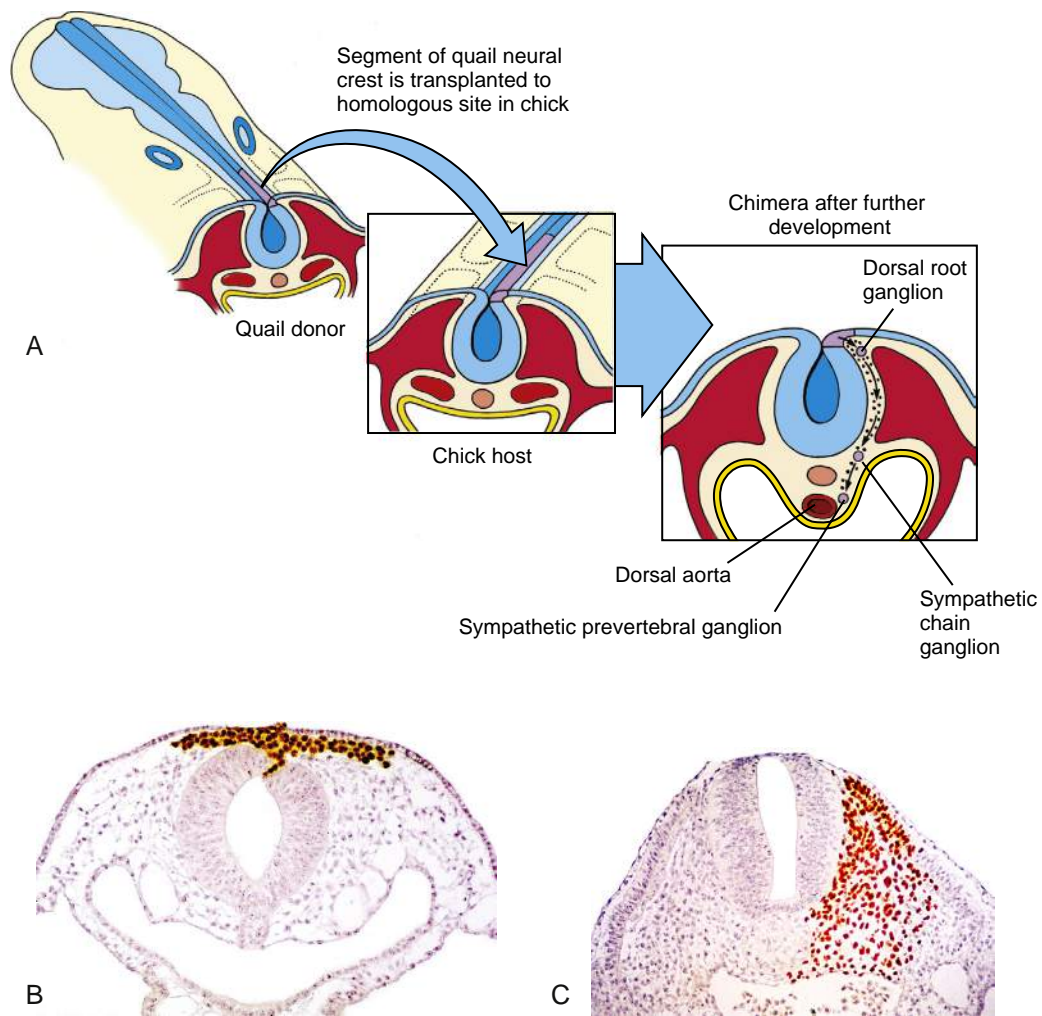 Segment of quail neural
crest is transplanted to
homologous site in chick
Quail donor
A
Chick host
Chimera after further
development
Dorsal root
ganglion
Dorsal aorta
Sympathetic prevertebral ganglion
Sympathetic
chain
ganglion
B
C